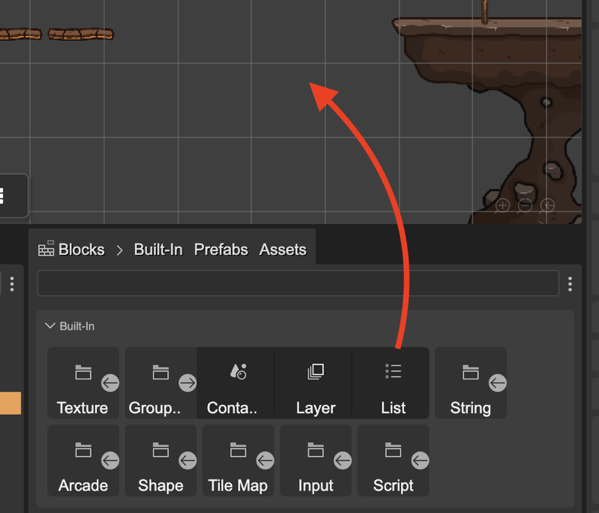 Blocks > Built-In Prefabs Assets
Built-In
Texture Group.. Conta.. Layer List String
Arcade Shape Tile Map Input Script